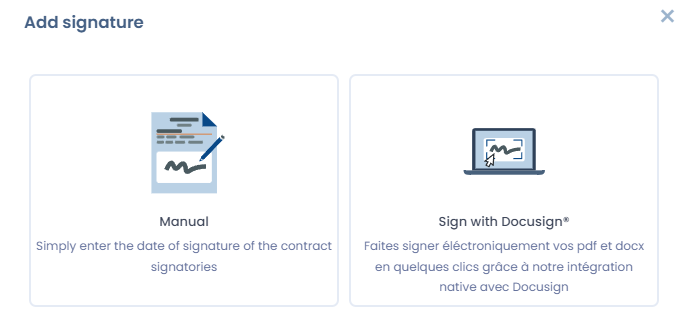 Add signature
Manual
Simply enter the date of signature of the contract
signatories
Sign with Docusign®
Faites signer éléctroniquement vos pdf et docx
en quelques clics grâce à notre intégration
native avec Docusign